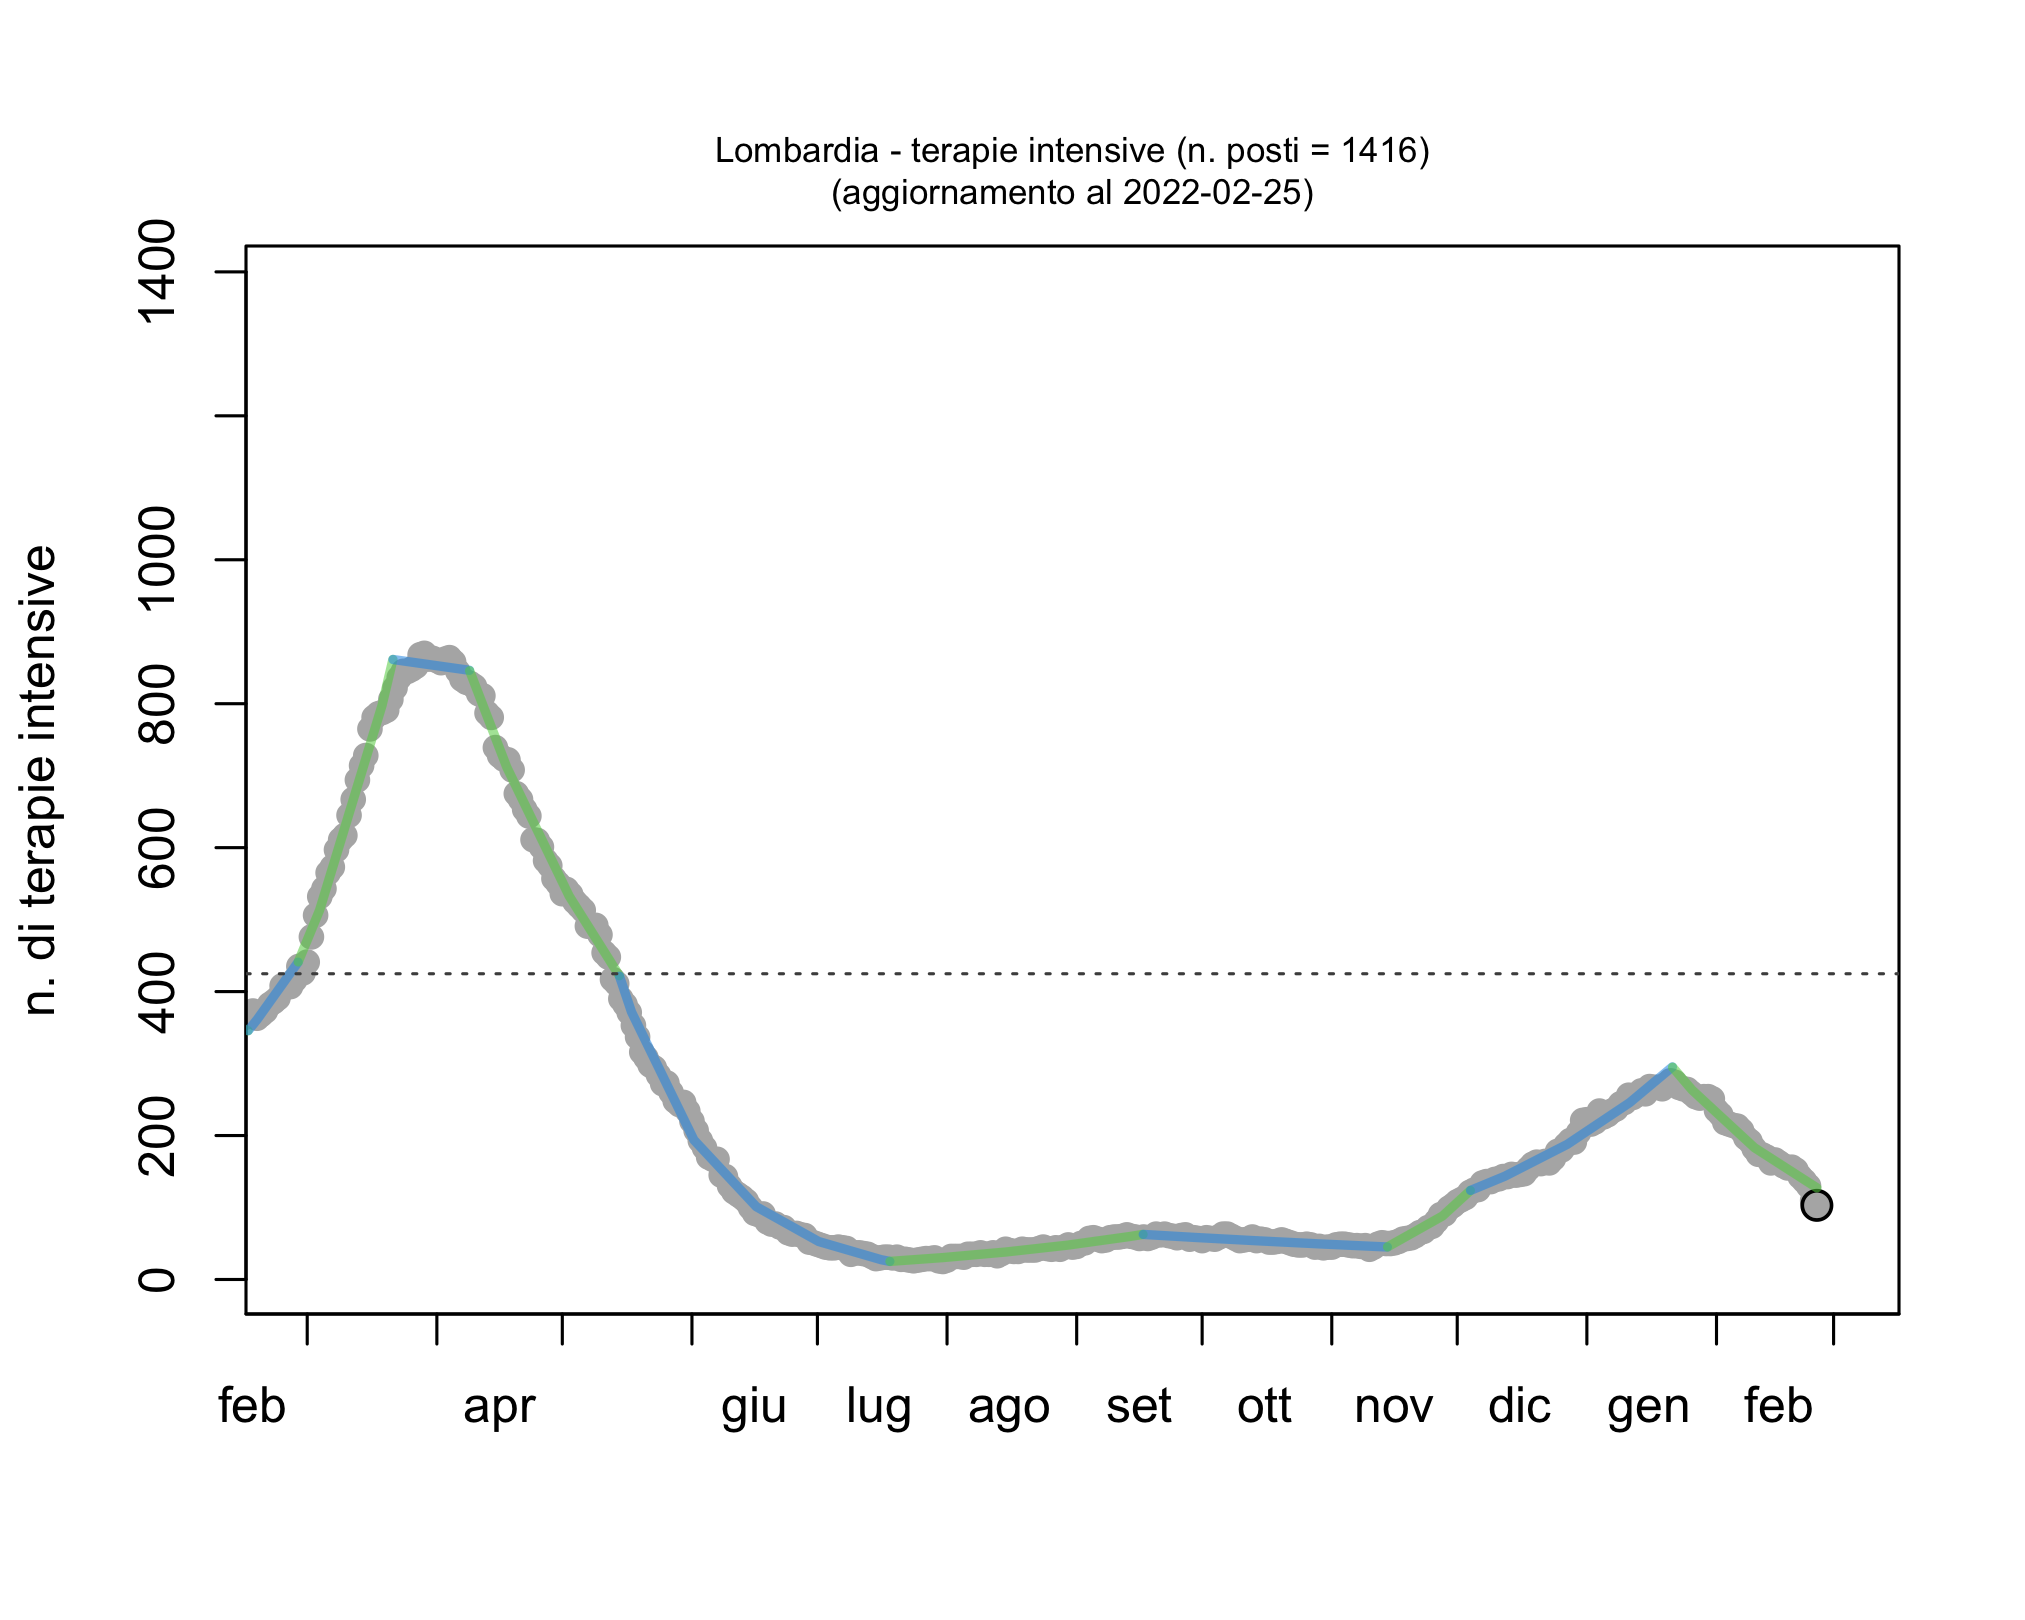 Lombardia - terapie intensive (n. posti = 1416)
(aggiornamento al 2022-02-25)
n. di terapie intensive
1400
1000
800
600
400
200
0
feb apr giu lug ago set ott nov dic gen feb